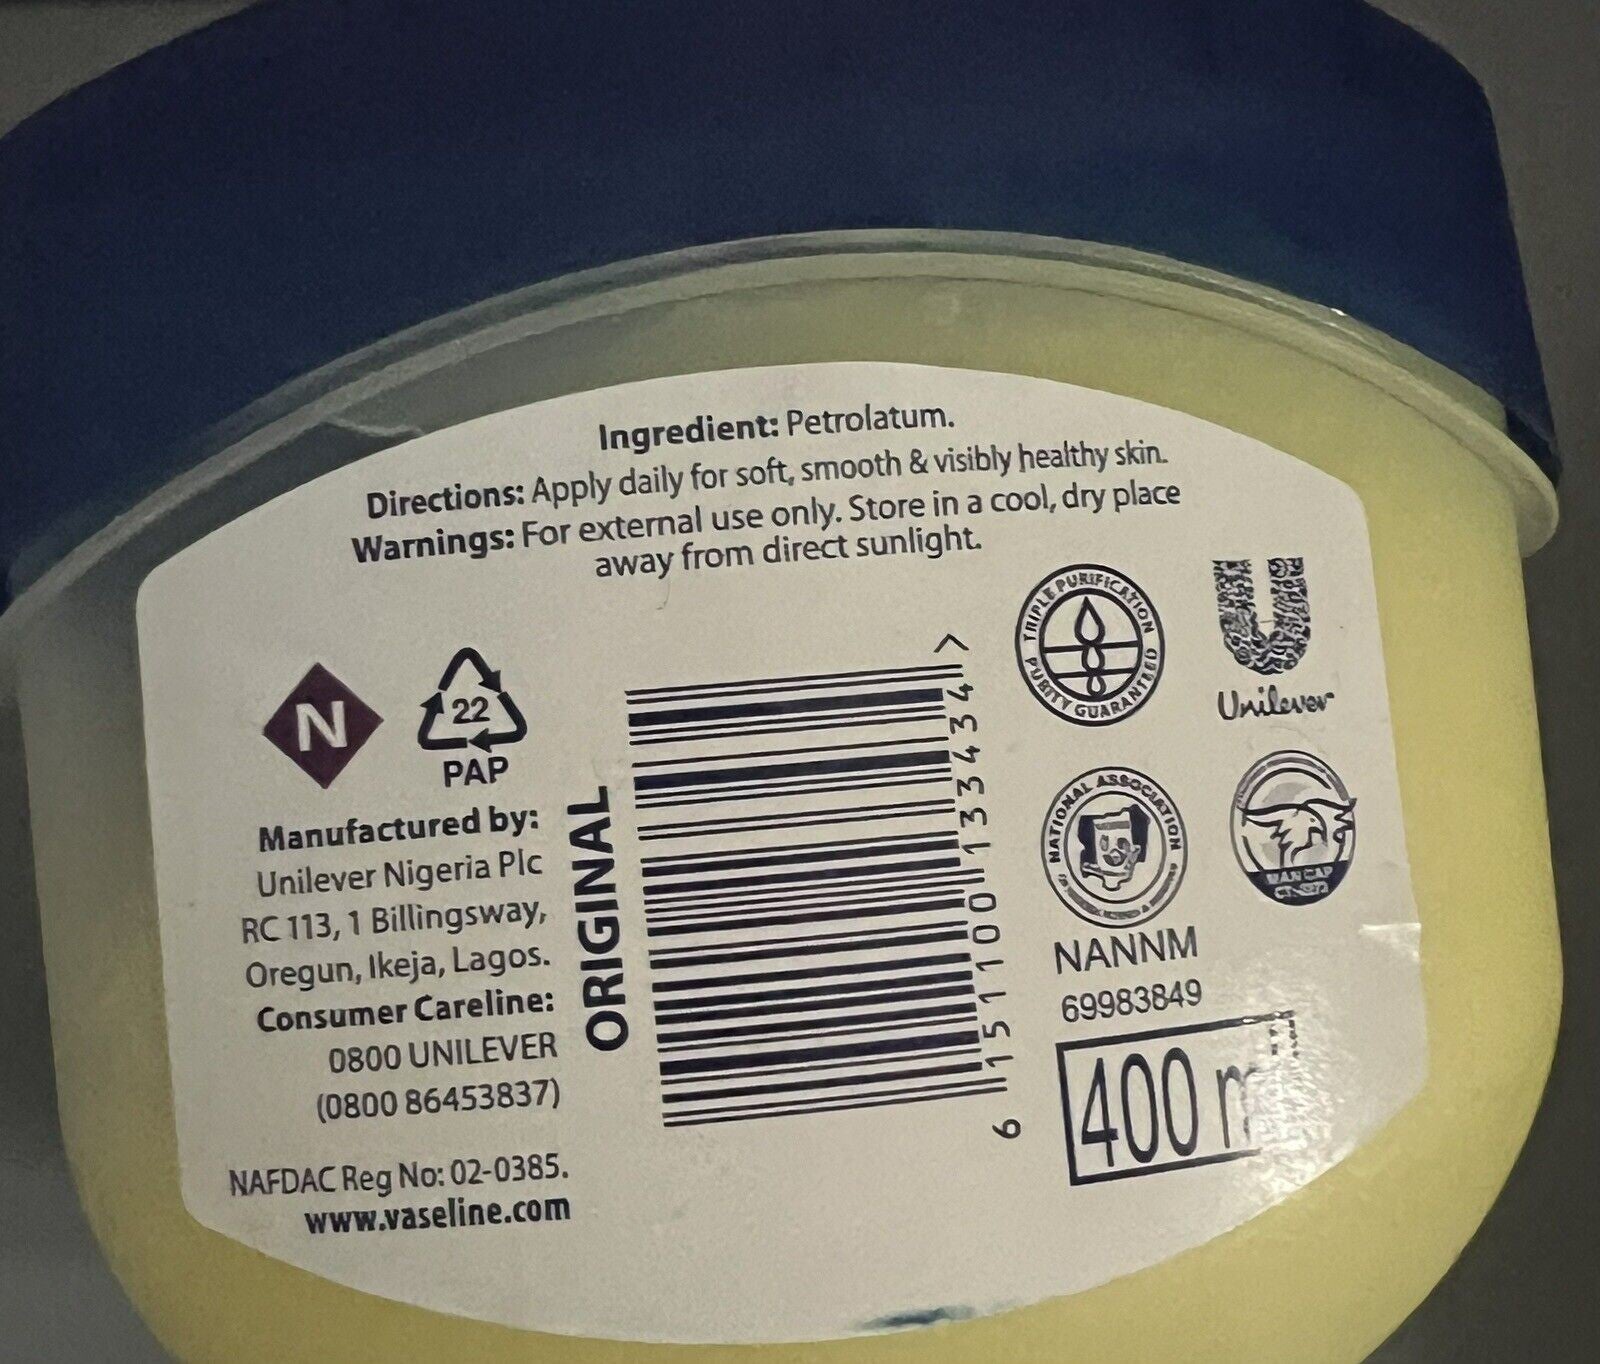 Ingredient: Petrolatum.
Directions: Apply daily for soft, smooth & visibly healthy skin.
Warnings: For external use only. Store in a cool, dry place
away from direct sunlight.
N
22
PAP
Manufactured by:
Unilever Nigeria Plc
RC 113, 1 Billingsway,
Oregun, Ikeja, Lagos.
Consumer Careline:
0800 UNILEVER
(0800 86453837)
NAFDAC Reg No: 02-0385.
www.vaseline.com
ORIGINAL
6 151100 133434 >
TRIPLE PURIFICATION
PURITY GUARANTEED
U
Unilever
NATIONAL ASSOCIATION
MANCAP
NANNM
69983849
400 m